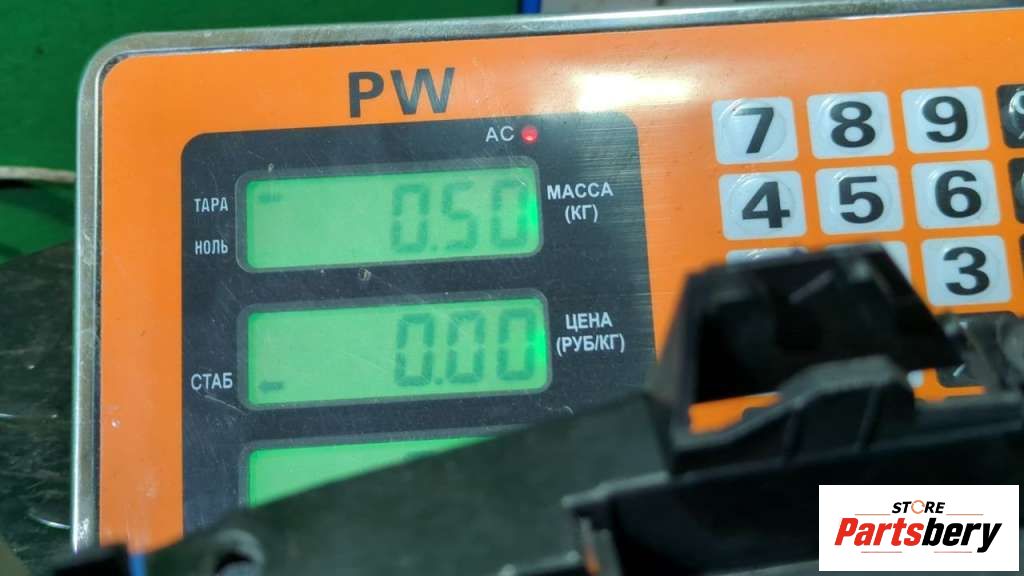 PW
AC
7 8 9
ТАРА
0.50
МАССА
(КГ)
4 5 6
НОЛЬ
3
0.00
ЦЕНА
(РУБ/КГ)
СТАБ
STORE
Partsbery